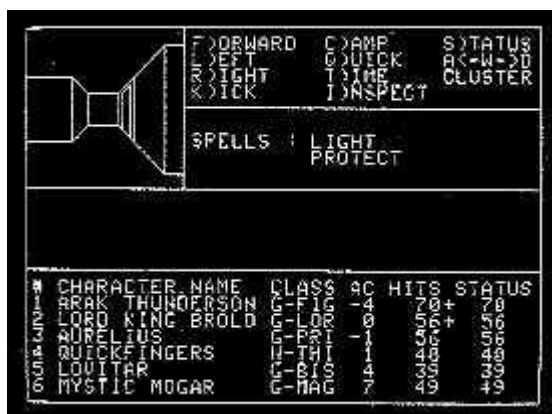 F)ORWARD C)AMP S)TATUS
L)EFT Q)UICK A<-W->D
R)IGHT T)IME CLUSTER
K)ICK I)NSPECT
SPELLS : LIGHT
PROTECT
# CHARACTER NAME CLASS AC HITS STATUS
1 ARAK THUNDERSON G-FIG -4 70+ 70
2 LORD KING BROLD G-LOR 0 56+ 56
3 AURELIUS G-PRI -1 56 56
4 QUICKFINGERS N-THI 1 40 40
5 LOVITAR G-BIS 4 39 39
6 MYSTIC MOGAR G-MAG 7 49 49